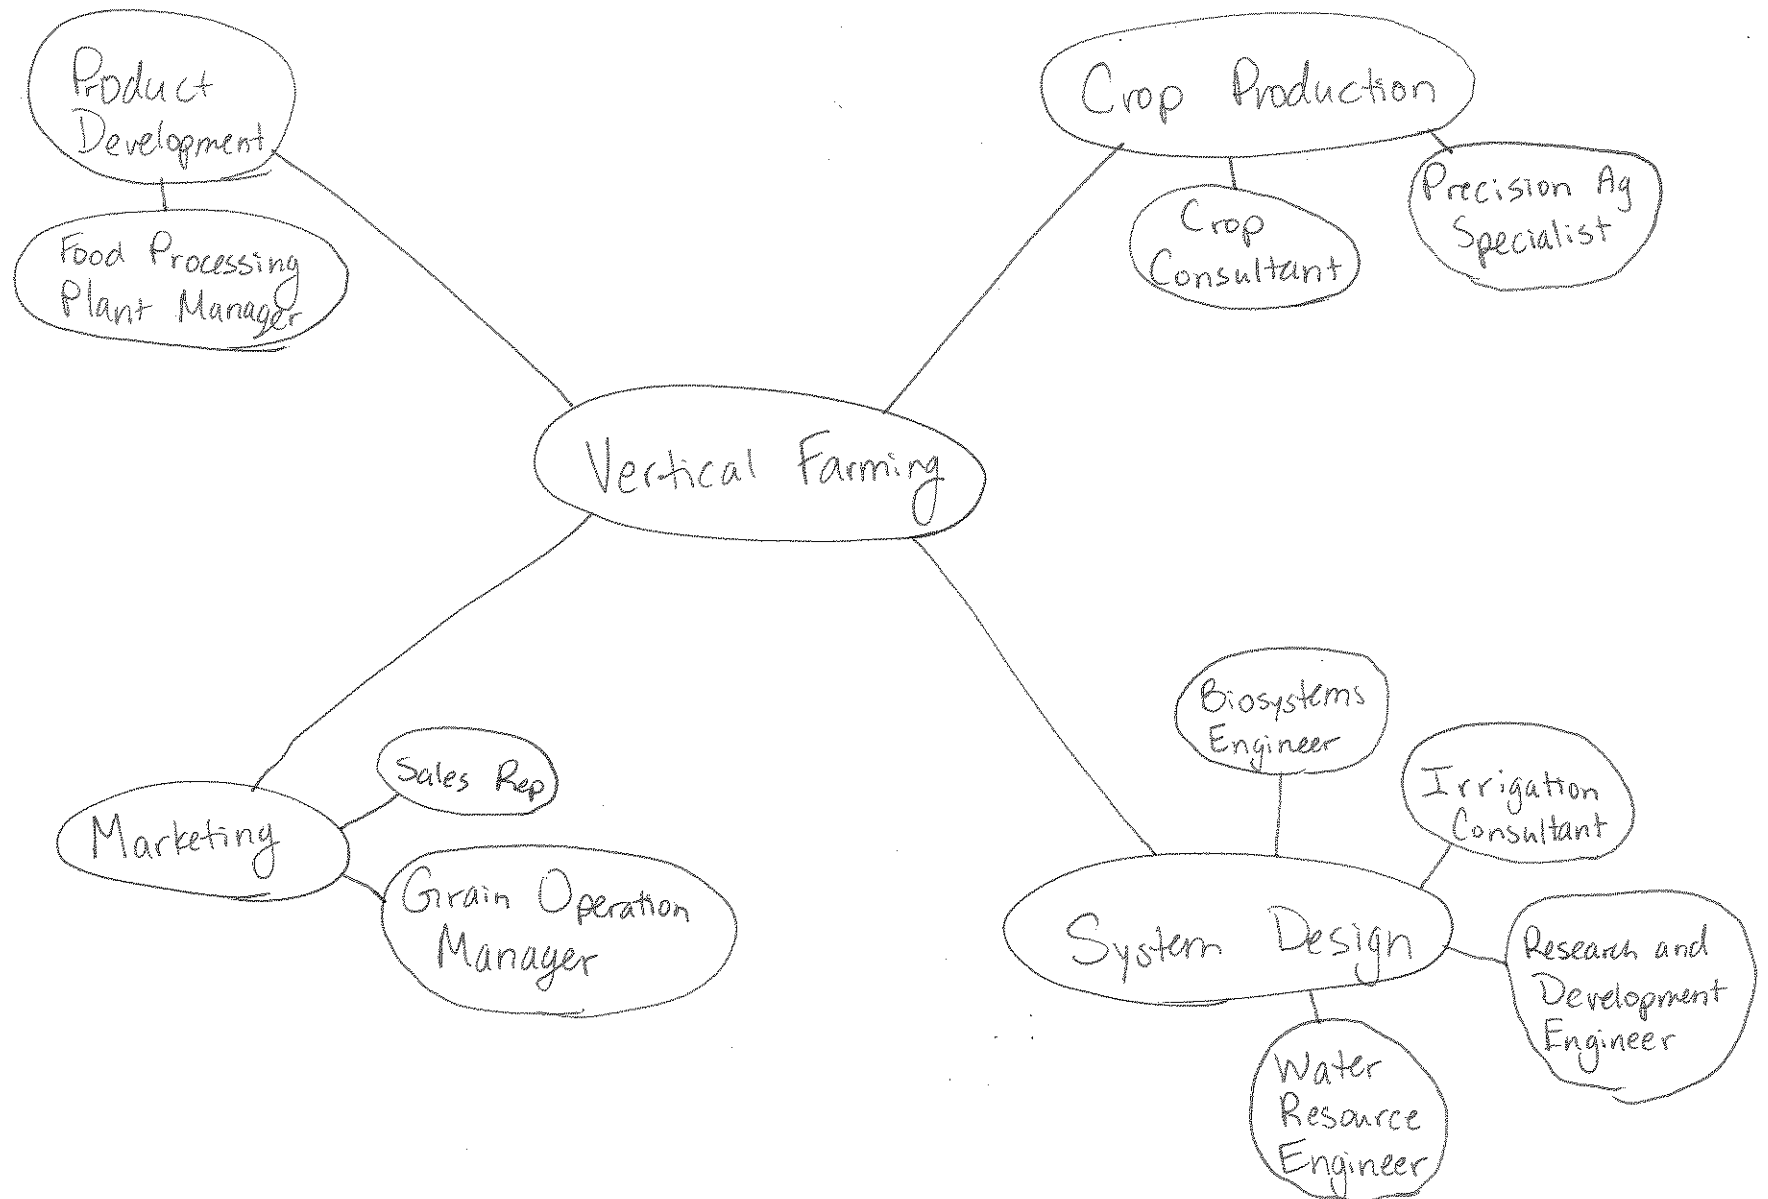 Product
Development
Food Processing
Plant Manager
Crop Production
Crop
Consultant
Precision Ag
Specialist
Vertical Farming
Marketing
Sales Rep
Grain Operation
Manager
Biosystems
Engineer
Irrigation
Consultant
System Design
Research and
Development
Engineer
Water
Resource
Engineer